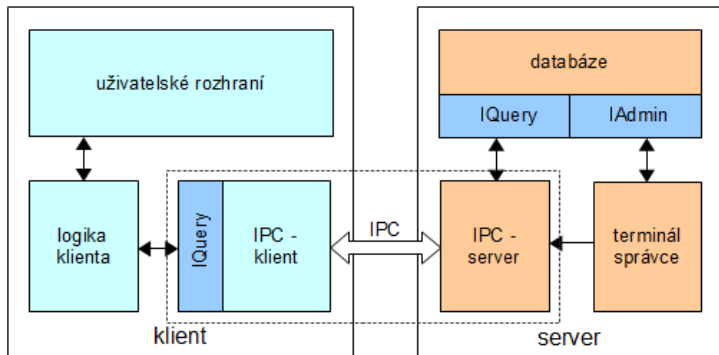 uživatelské rozhraní
logika
klienta
IQuery
IPC -
klient
klient
IPC
databáze
IQuery
IAdmin
IPC -
server
terminál
správce
server